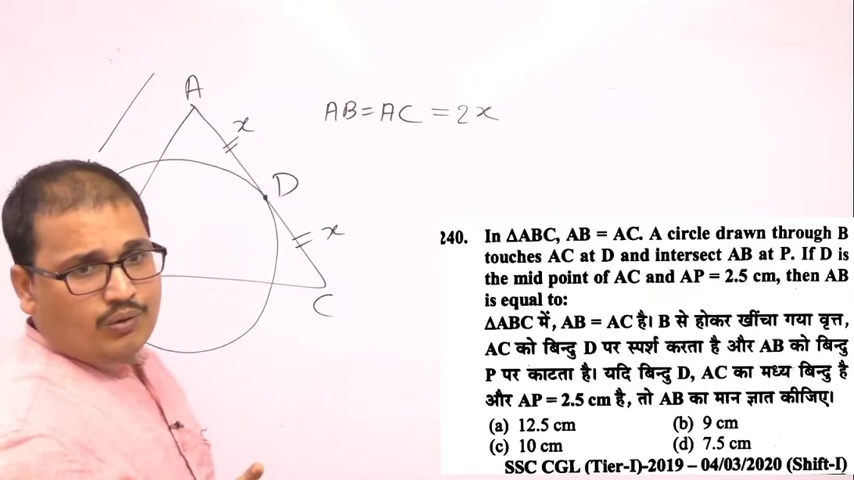 A
x
AB=AC=2x
D
x
C
240. In ΔABC, AB = AC. A circle drawn through B
touches AC at D and intersect AB at P. If D is
the mid point of AC and AP = 2.5 cm, then AB
is equal to:
ΔABC में, AB = AC है। B से होकर खींचा गया वृत्त,
AC को बिन्दु D पर स्पर्श करता है और AB को बिन्दु
P पर काटता है। यदि बिन्दु D, AC का मध्य बिन्दु है
और AP = 2.5 cm है, तो AB का मान ज्ञात कीजिए।
(a) 12.5 cm (b) 9 cm
(c) 10 cm (d) 7.5 cm
SSC CGL (Tier-I)-2019 – 04/03/2020 (Shift-I)